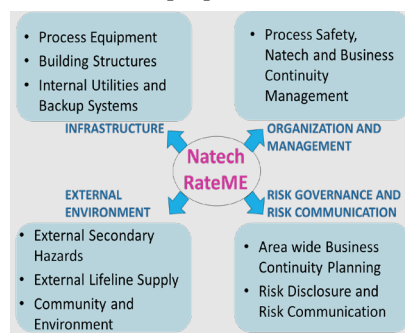 • Process Equipment
• Building Structures
• Internal Utilities and
Backup Systems
• Process Safety,
Natech and Business
Continuity
Management
INFRASTRUCTURE
ORGANIZATION AND
MANAGEMENT
Natech
RateME
EXTERNAL
ENVIRONMENT
RISK GOVERNANCE AND
RISK COMMUNICATION
• External Secondary
Hazards
• External Lifeline Supply
• Community and
Environment
• Area wide Business
Continuity Planning
• Risk Disclosure and
Risk Communication